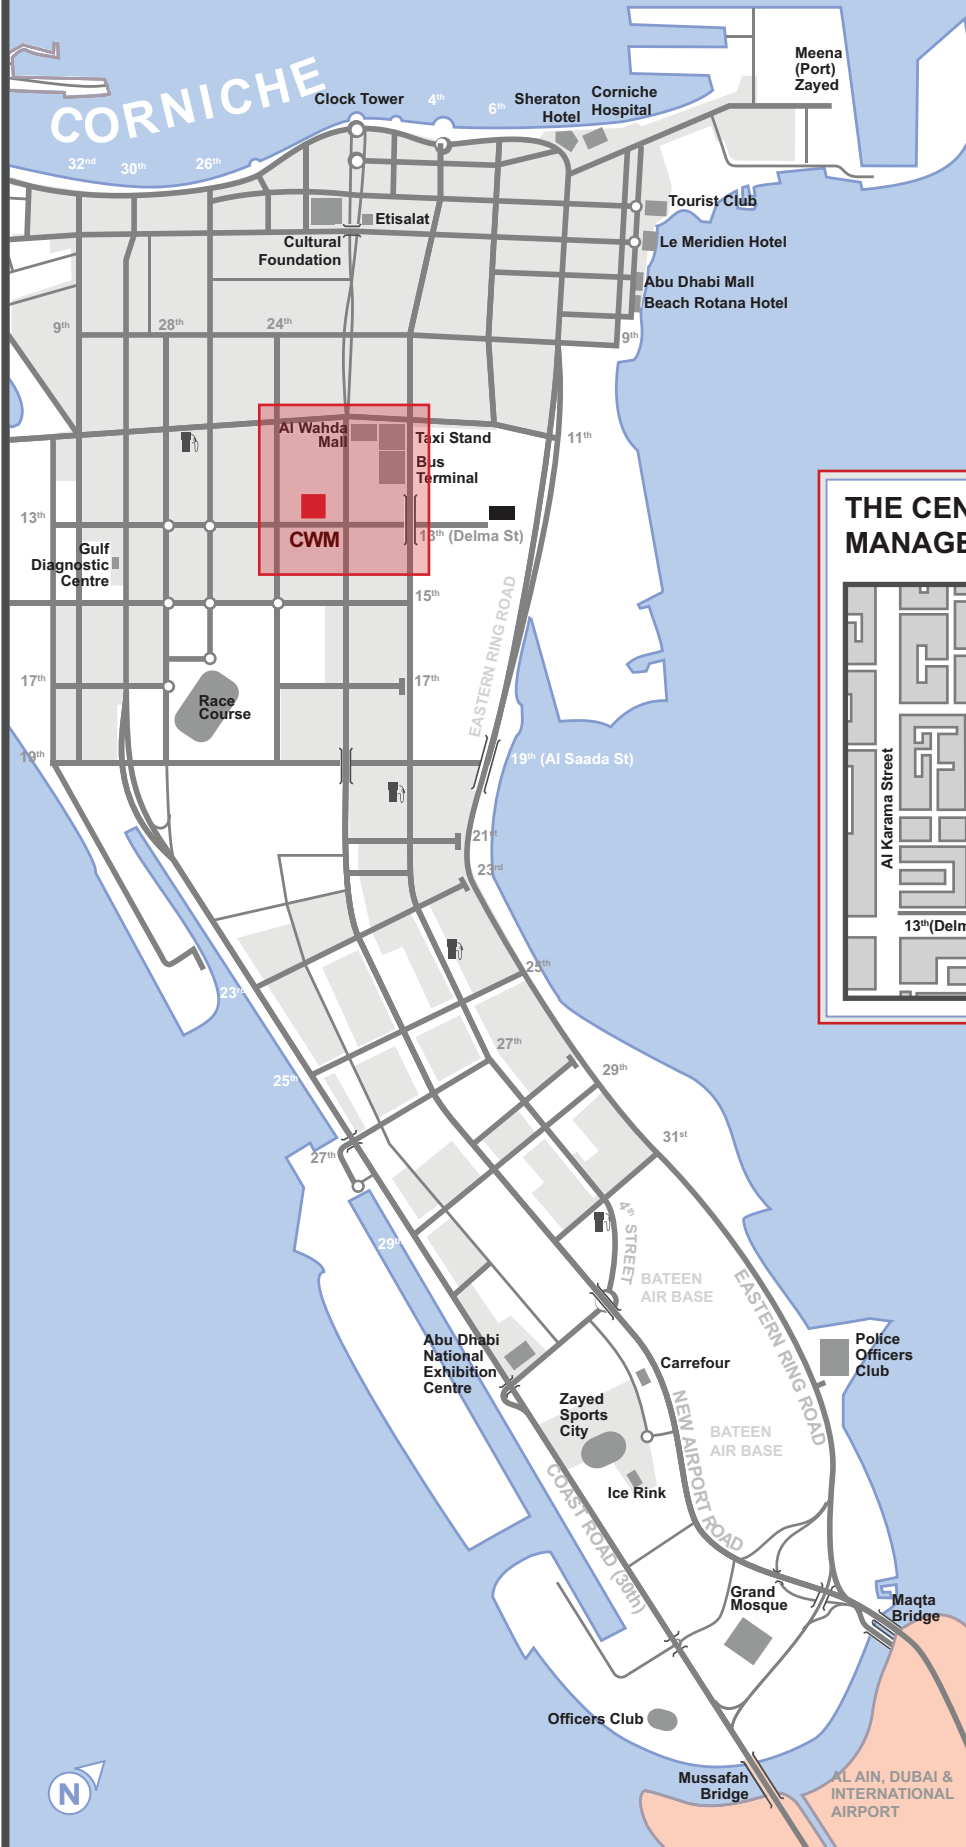 Meena
(Port)
Zayed
CORNICHE
Clock Tower
4th
6th
Sheraton
Hotel
Corniche
Hospital
32nd
30th
26th
Tourist Club
Etisalat
Cultural
Foundation
Le Meridien Hotel
Abu Dhabi Mall
Beach Rotana Hotel
9th
28th
24th
9th
Al Wahda
Mall
Taxi Stand
11th
Bus
Terminal
13th
CWM
13th (Delma St)
Gulf
Diagnostic
Centre
15th
EASTERN RING ROAD
17th
17th
Race
Course
19th
19th (Al Saada St)
21st
23rd
THE CEN
MANAGE
Al Karama Street
13th(Delm
23rd
25th
25th
27th
29th
27th
31st
29th
4th STREET
BATEEN
AIR BASE
EASTERN RING ROAD
Abu Dhabi
National
Exhibition
Centre
Police
Officers
Club
Carrefour
Zayed
Sports
City
NEW AIRPORT ROAD
BATEEN
AIR BASE
Ice Rink
COAST ROAD (30th)
Grand
Mosque
Maqta
Bridge
Officers Club
Mussafah
Bridge
AL AIN, DUBAI &
INTERNATIONAL
AIRPORT
N